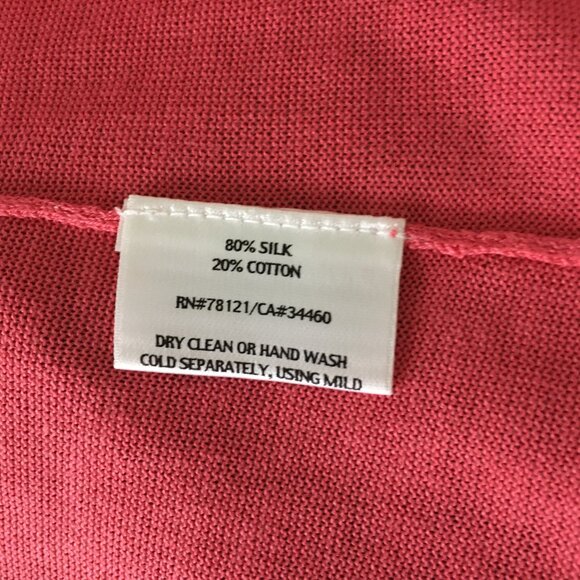 80% SILK
20% COTTON
RN#78121/CA#34460
DRY CLEAN OR HAND WASH
COLD SEPARATELY, USING MILD